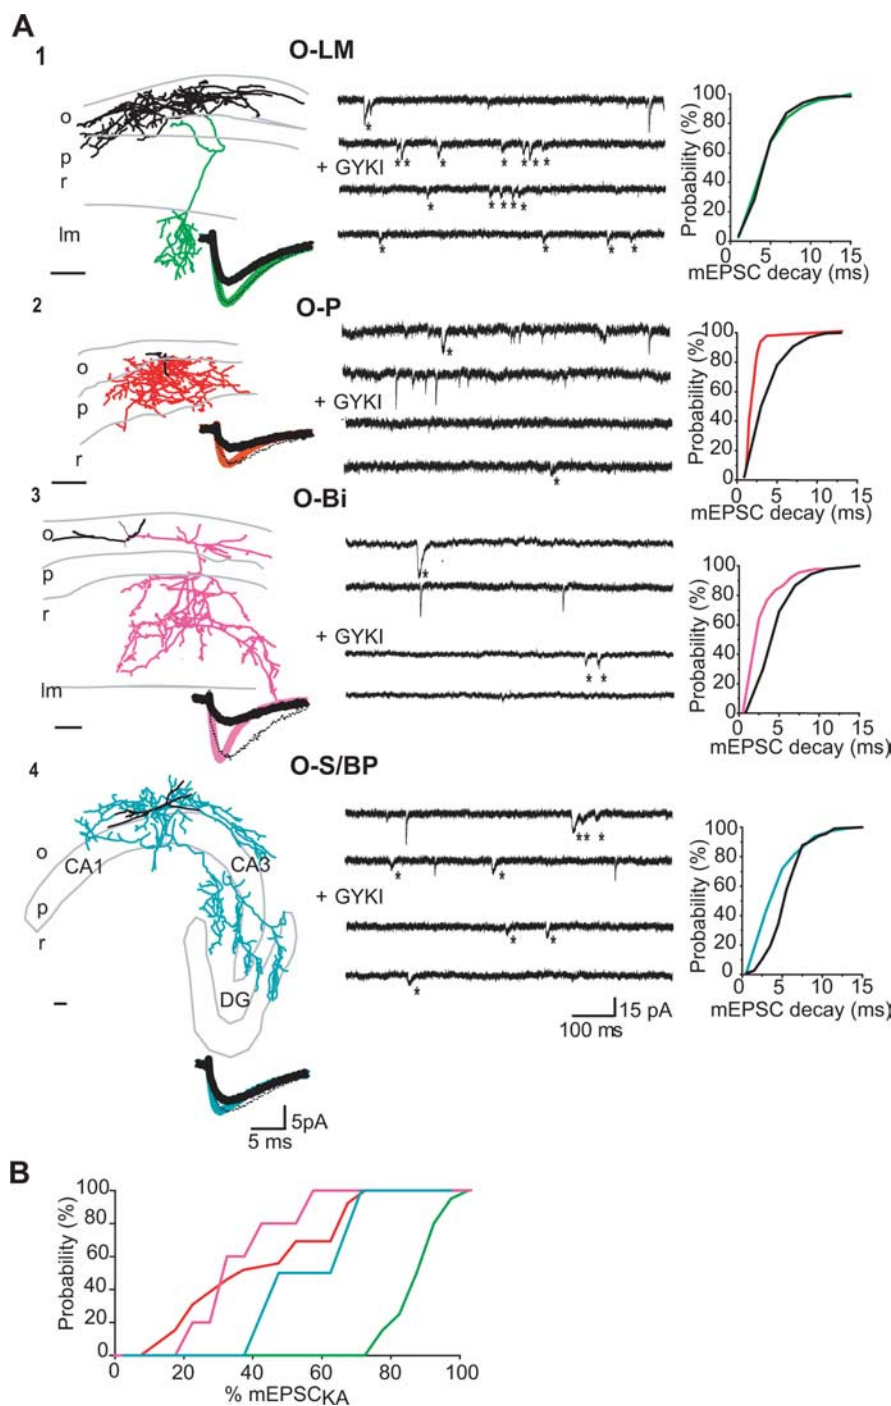 A
1
O-LM
o
p
r
lm
+ GYKI
*
* * * * * * *
* * * * *
* * * *
Probability (%)
100
80
60
40
20
0
0 5 10 15
mEPSC decay (ms)
2
O-P
o
p
r
+ GYKI
*
*
Probability (%)
100
80
60
40
20
0
0 5 10 15
mEPSC decay (ms)
3
O-Bi
o
p
r
lm
+ GYKI
*
* *
Probability (%)
100
80
60
40
20
0
0 5 10 15
mEPSC decay (ms)
4
O-S/BP
o
CA1
CA3
p
r
DG
+ GYKI
** *
* *
* *
*
15 pA
100 ms
Probability (%)
100
80
60
40
20
0
0 5 10 15
mEPSC decay (ms)
5pA
5 ms
B
Probability (%)
100
80
60
40
20
0
0 20 40 60 80 100
% mEPSCKA